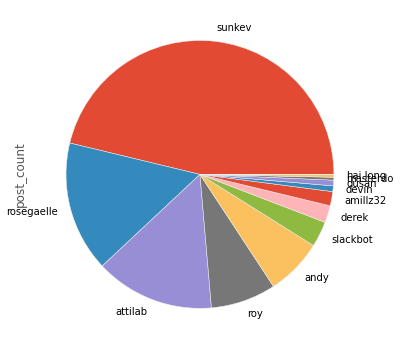 sunkev
post_count
rosegaelle
attilab
roy
andy
slackbot
derek
amillz32
devin
dusan
hai.long